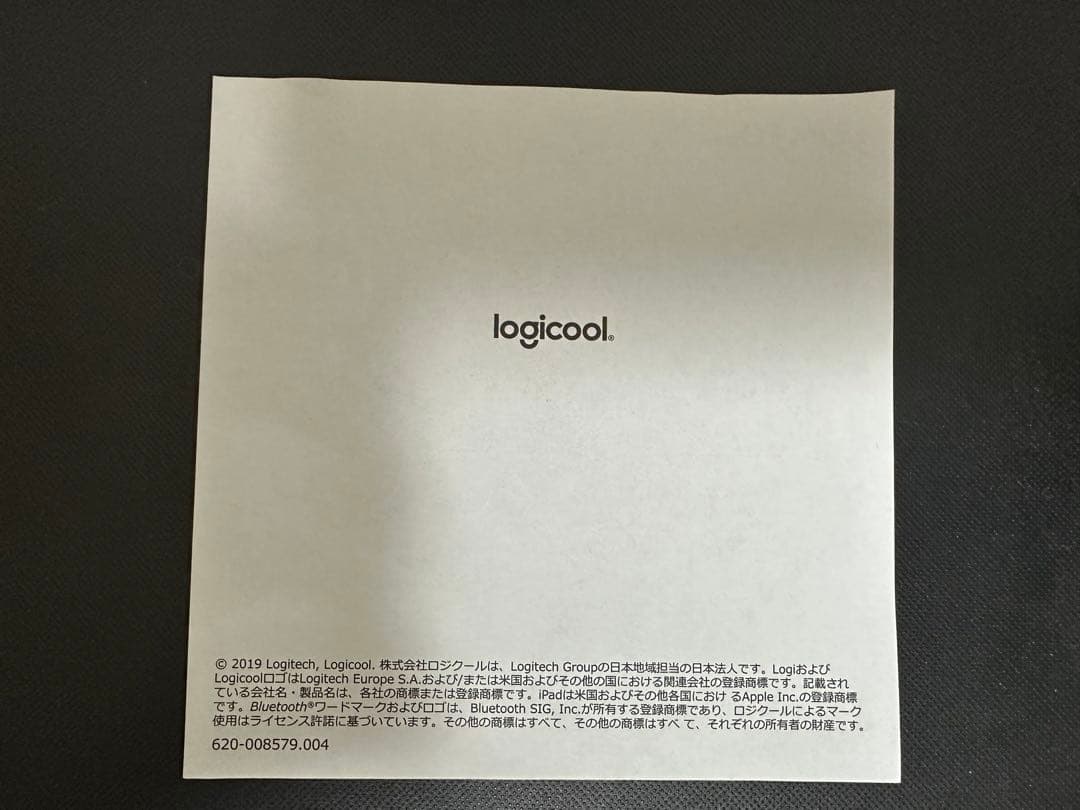 logicool®
© 2019 Logitech, Logicool. 株式会社ロジクールは、Logitech Groupの日本地域担当の日本法人です。Logiおよび
LogicoolロゴはLogitech Europe S.A.および/または米国およびその他の国における関連会社の登録商標です。記載され
ている会社名・製品名は、各社の商標または登録商標です。iPadは米国およびその他各国におけ るApple Inc.の登録商標
です。Bluetooth®ワードマークおよびロゴは、Bluetooth SIG, Inc.が所有する登録商標であり、ロジクールによるマーク
使用はライセンス許諾に基づいています。その他の商標はすべて、その他の商標はすべ て、それぞれの所有者の財産です。
620-008579.004